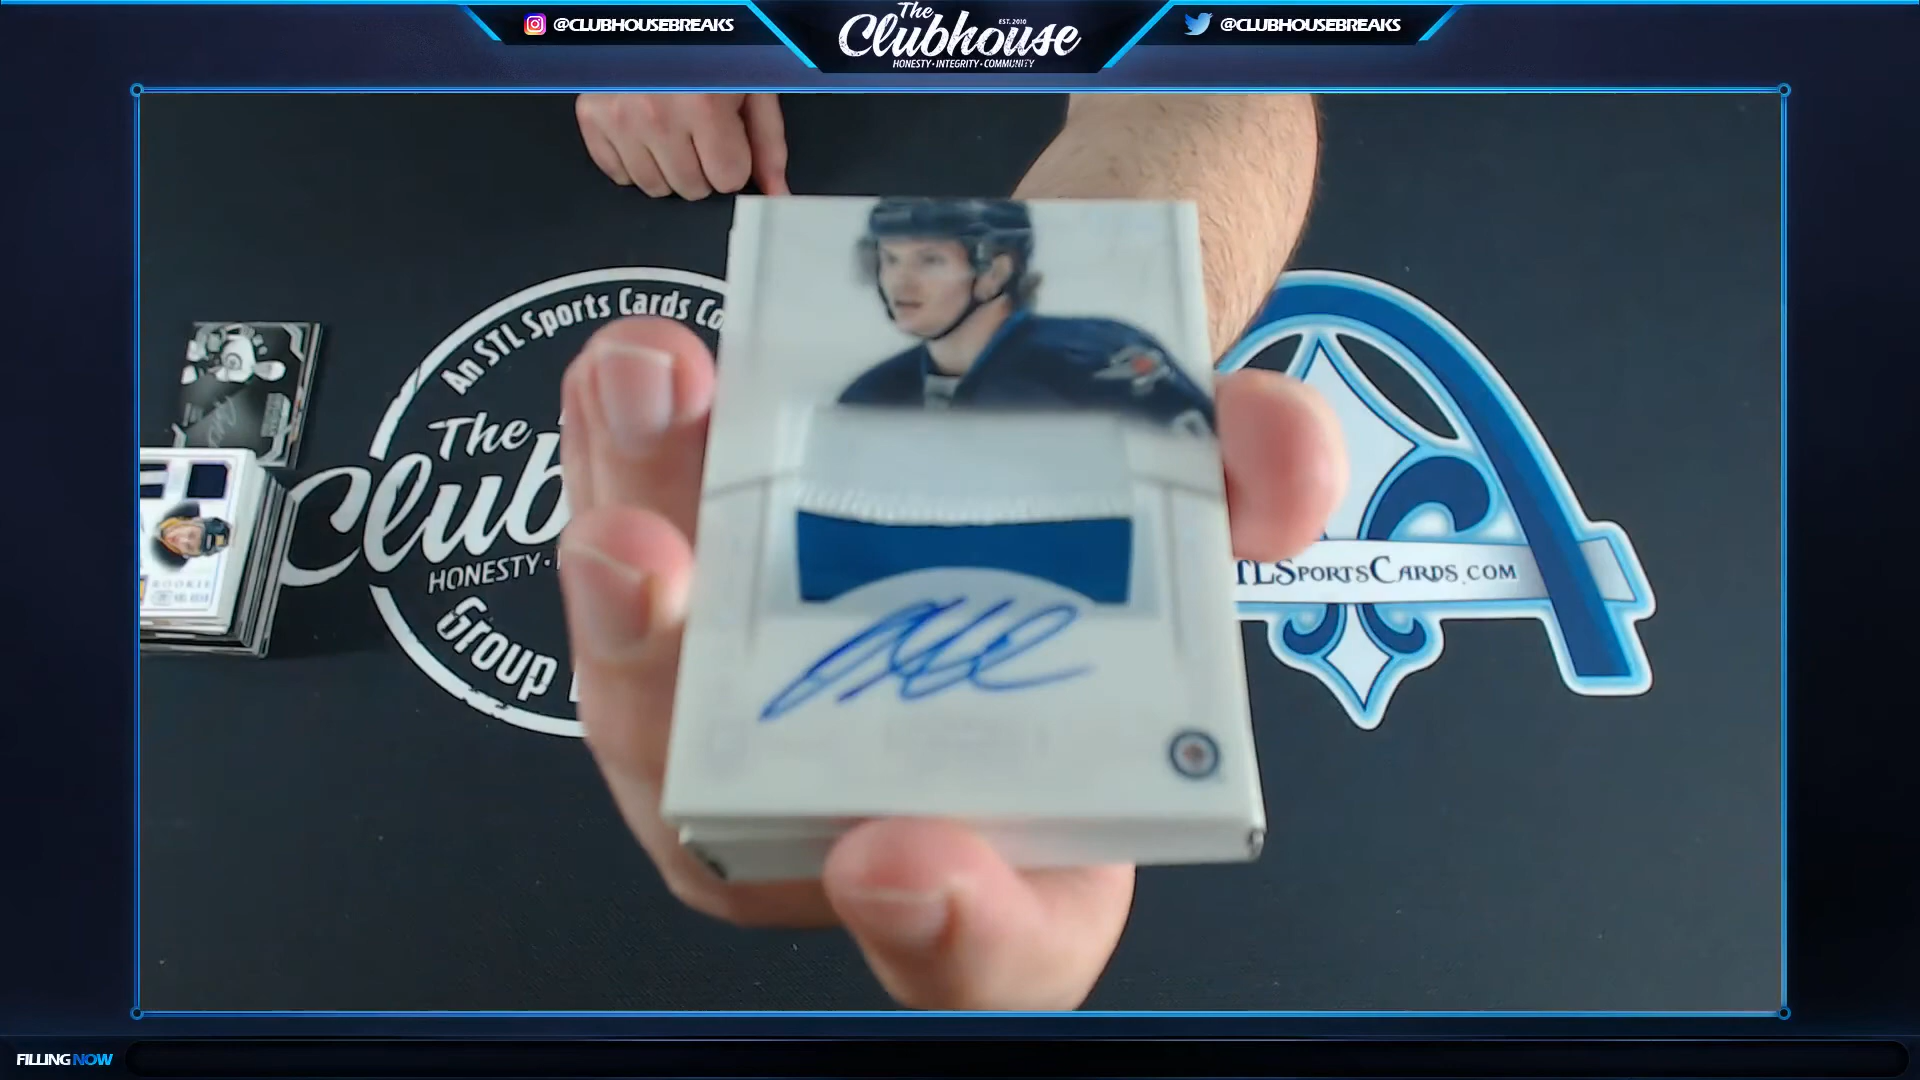 @CLUBHOUSEBREAKS
The
EST. 2010
Clubhouse
HONESTY • INTEGRITY • COMMUNITY
@CLUBHOUSEBREAKS
An STL Sports Cards Co
The
Club
HONESTY •
Group
TLSPORTSCARDS.COM
ROOKIE
FILLING NOW